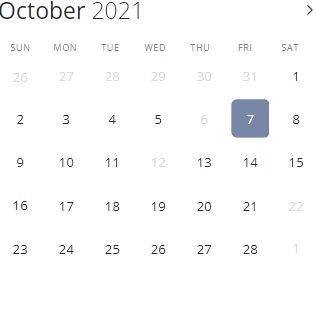 October 2021
SUN MON TUE WED THU FRI SAT
26 27 28 29 30 31 1
2 3 4 5 6 7 8
9 10 11 12 13 14 15
16 17 18 19 20 21 22
23 24 25 26 27 28 1